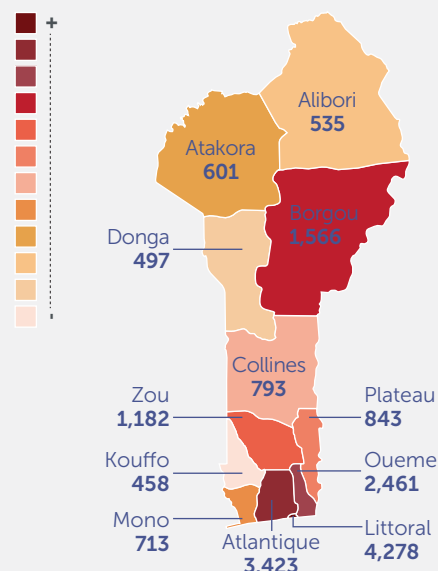 +
-
Alibori
535
Atakora
601
Borgou
1,566
Donga
497
Collines
793
Zou
1,182
Plateau
843
Kouffo
458
Oueme
2,461
Mono
713
Atlantique
3,423
Littoral
4,278